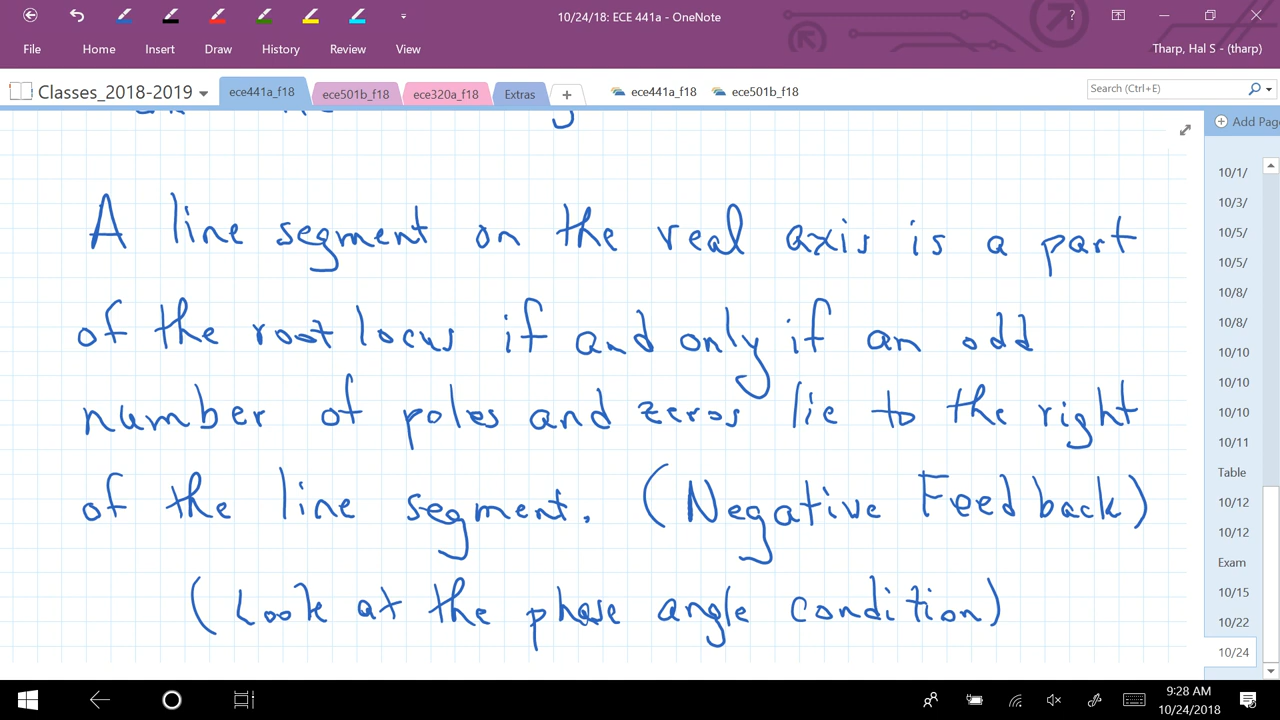 10/24/18: ECE 441a - OneNote
?
Tharp, Hal S - (tharp)
File Home Insert Draw History Review View
Classes_2018-2019 ece441a_f18 ece501b_f18 ece320a_f18 Extras + ece441a_f18 ece501b_f18 Search (Ctrl+E)
Add Page
A line segment on the real axis is a part
of the root locus if and only if an odd
number of poles and zeros lie to the right
of the line segment. (Negative Feedback)
(Look at the phase angle condition)
10/1/
10/3/
10/5/
10/5/
10/8/
10/8/
10/10
10/10
10/10
10/11
Table
10/12
10/12
Exam
10/15
10/22
10/24
9:28 AM
10/24/2018